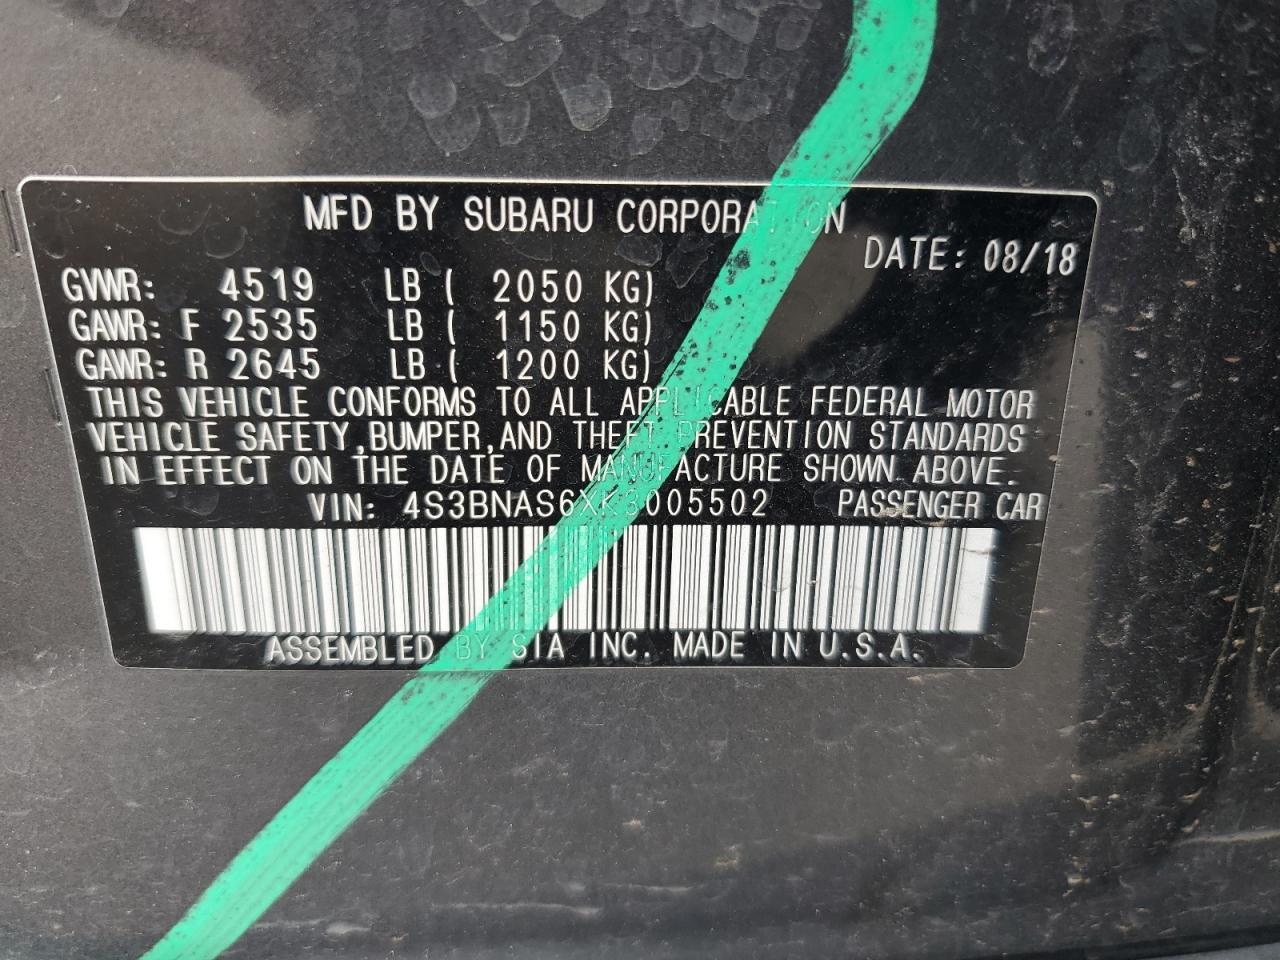 MFD BY SUBARU CORPORATION
DATE: 08/18
GVWR: 4519 LB ( 2050 KG)
GAWR: F 2535 LB ( 1150 KG)
GAWR: R 2645 LB ( 1200 KG)
THIS VEHICLE CONFORMS TO ALL APPLICABLE FEDERAL MOTOR
VEHICLE SAFETY,BUMPER,AND THEFT PREVENTION STANDARDS
IN EFFECT ON THE DATE OF MANUFACTURE SHOWN ABOVE.
VIN: 4S3BNAS6XK3005502 PASSENGER CAR
ASSEMBLED BY SIA INC. MADE IN U.S.A.